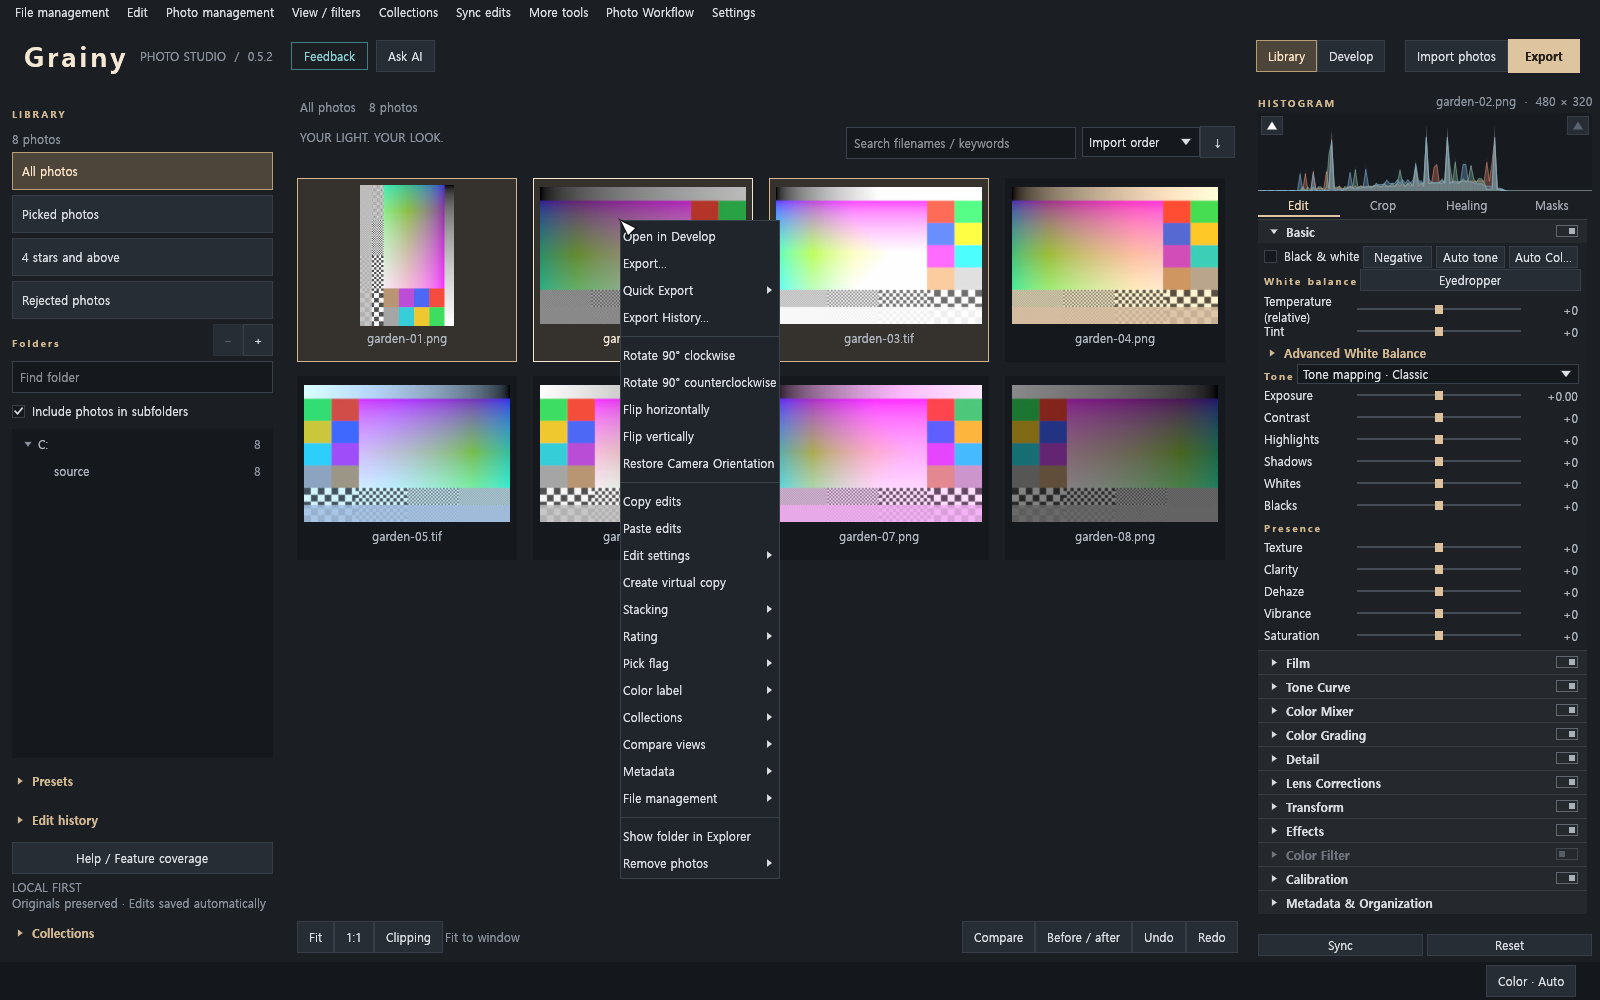 File management Edit Photo management View / filters Collections Sync edits More tools Photo Workflow Settings
Grainy PHOTO STUDIO / 0.5.2 Feedback Ask AI Library Develop Import photos Export
LIBRARY
8 photos
All photos
Picked photos
4 stars and above
Rejected photos
Folders − +
Find folder
Include photos in subfolders
C: 8
source 8
Presets
Edit history
Help / Feature coverage
LOCAL FIRST
Originals preserved · Edits saved automatically
Collections
All photos 8 photos
YOUR LIGHT. YOUR LOOK.
Search filenames / keywords Import order ↓
garden-01.png
gar
garden-03.tif
garden-04.png
garden-05.tif
gar
garden-07.png
garden-08.png
Open in Develop
Export...
Quick Export
Export History...
Rotate 90° clockwise
Rotate 90° counterclockwise
Flip horizontally
Flip vertically
Restore Camera Orientation
Copy edits
Paste edits
Edit settings
Create virtual copy
Stacking
Rating
Pick flag
Color label
Collections
Compare views
Metadata
File management
Show folder in Explorer
Remove photos
Fit 1:1 Clipping Fit to window Compare Before / after Undo Redo
HISTOGRAM garden-02.png · 480 × 320
Edit Crop Healing Masks
Basic
Black & white Negative Auto tone Auto Col...
White balance Eyedropper
Temperature (relative) +0
Tint +0
Advanced White Balance
Tone Tone mapping · Classic
Exposure +0.00
Contrast +0
Highlights +0
Shadows +0
Whites +0
Blacks +0
Presence
Texture +0
Clarity +0
Dehaze +0
Vibrance +0
Saturation +0
Film
Tone Curve
Color Mixer
Color Grading
Detail
Lens Corrections
Transform
Effects
Color Filter
Calibration
Metadata & Organization
Sync Reset
Color · Auto